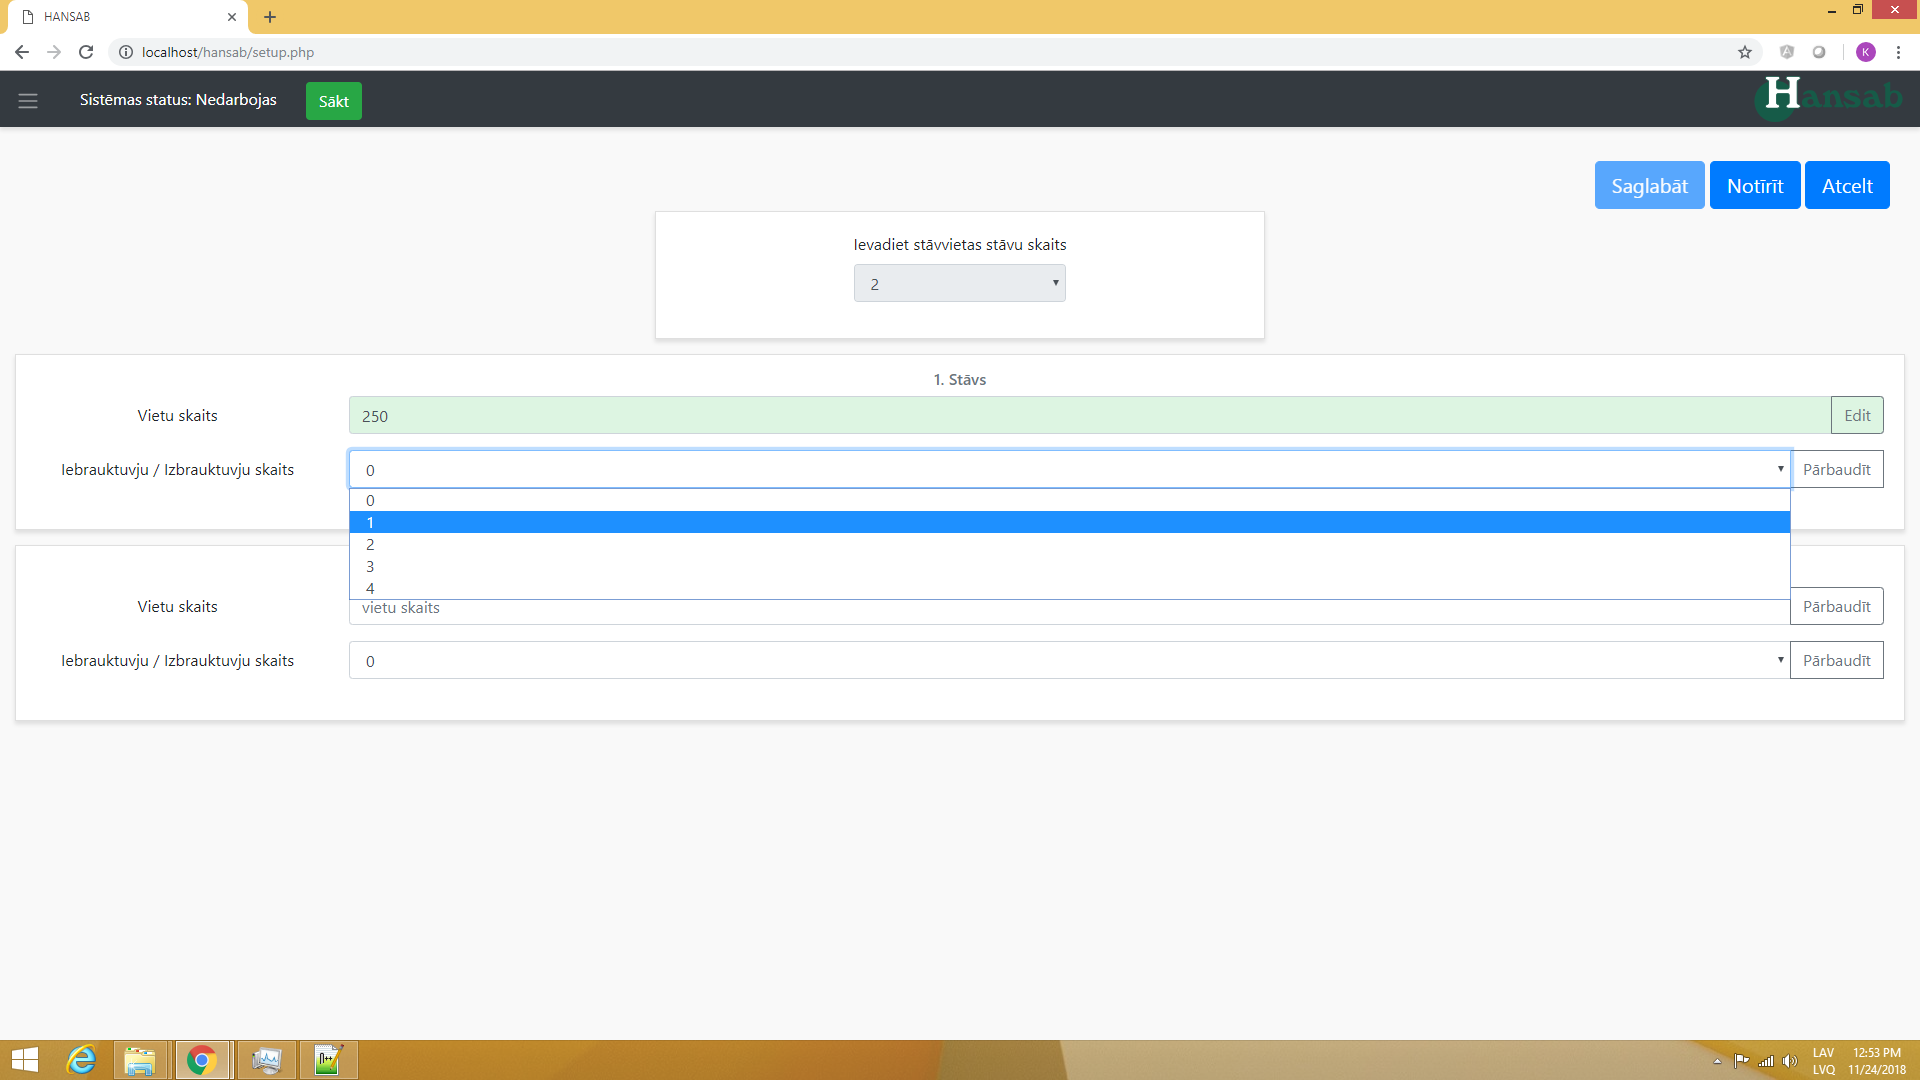 HANSAB
localhost/hansab/setup.php
K
Sistēmas status: Nedarbojas
Sākt
Hansab
Saglabāt
Notīrīt
Atcelt
Ievadiet stāvvietas stāvu skaits
2
1. Stāvs
Vietu skaits
250
Edit
Iebrauktuvju / Izbrauktuvju skaits
0
Pārbaudīt
0
1
2
3
4
Vietu skaits
vietu skaits
Pārbaudīt
Iebrauktuvju / Izbrauktuvju skaits
0
Pārbaudīt
LAV
12:53 PM
LVQ
11/24/2018